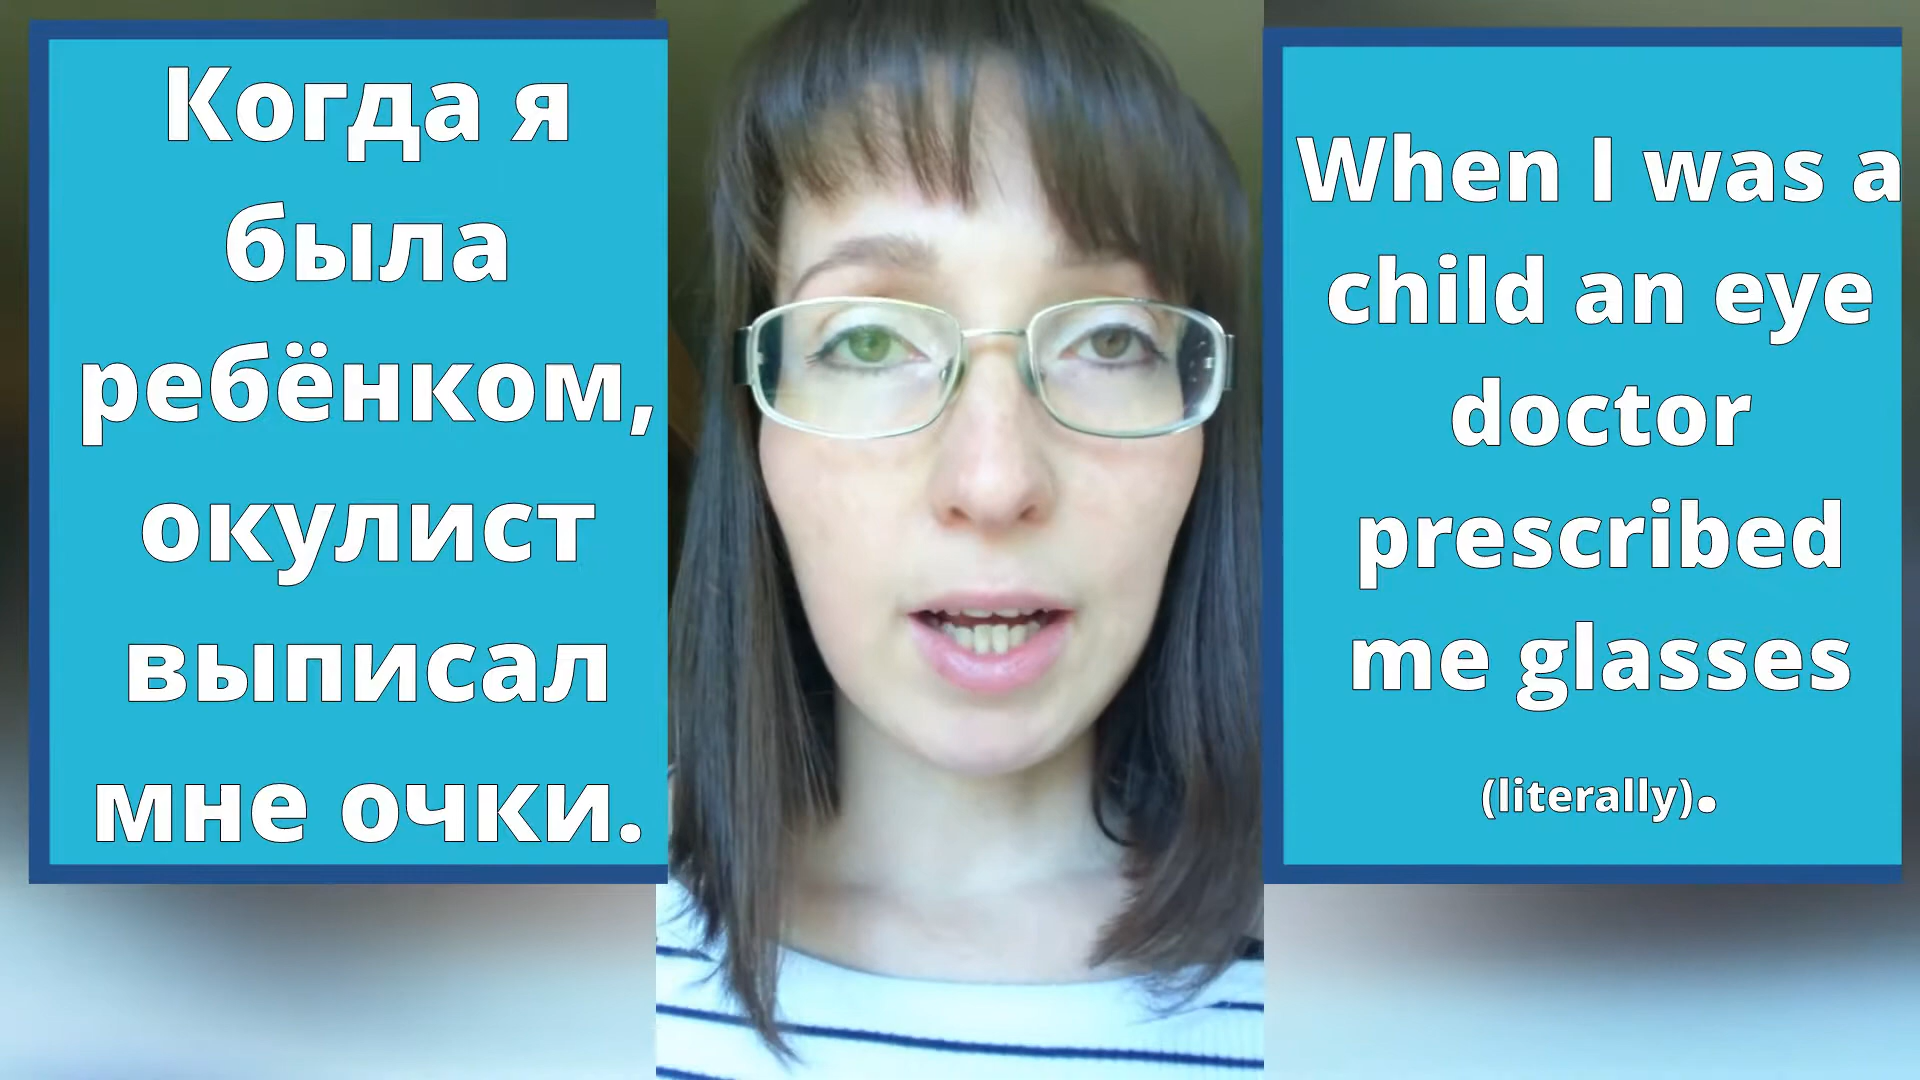 Когда я
была
ребёнком,
окулист
выписал
мне очки.
When I was a
child an eye
doctor
prescribed
me glasses
(literally).